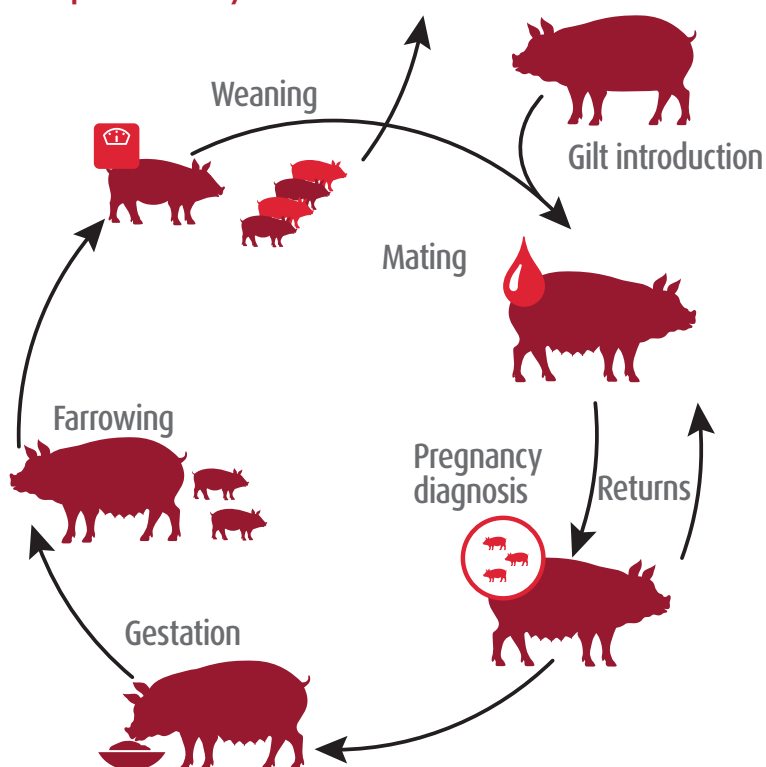 Weaning
Gilt introduction
Mating
Farrowing
Pregnancy
diagnosis
Returns
Gestation